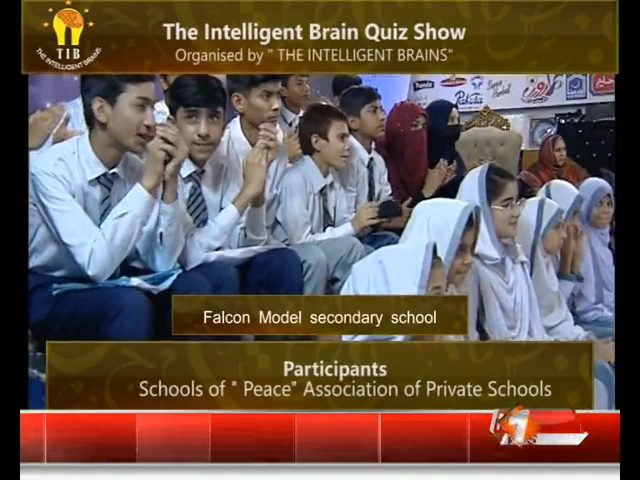 TIB
THE INTELLIGENT BRAINS
The Intelligent Brain Quiz Show
Organised by " THE INTELLIGENT BRAINS"
Falcon Model secondary school
Participants
Schools of " Peace" Association of Private Schools
1